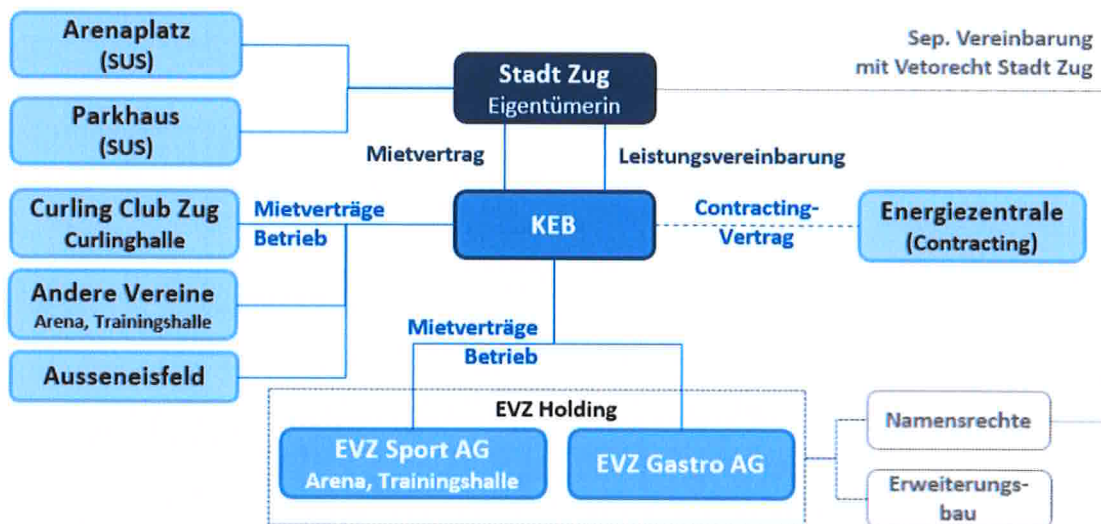 Arenaplatz
(SUS)
Sep. Vereinbarung
mit Vetorecht Stadt Zug
Stadt Zug
Eigentümerin
Parkhaus
(SUS)
Mietvertrag
Leistungsvereinbarung
Curling Club Zug
Curlinghalle
Mietverträge
Betrieb
KEB
Contracting-
Vertrag
Energiezentrale
(Contracting)
Andere Vereine
Arena, Trainingshalle
Mietverträge
Betrieb
Ausseneisfeld
EVZ Holding
EVZ Sport AG
Arena, Trainingshalle
EVZ Gastro AG
Namensrechte
Erweiterungs-
bau